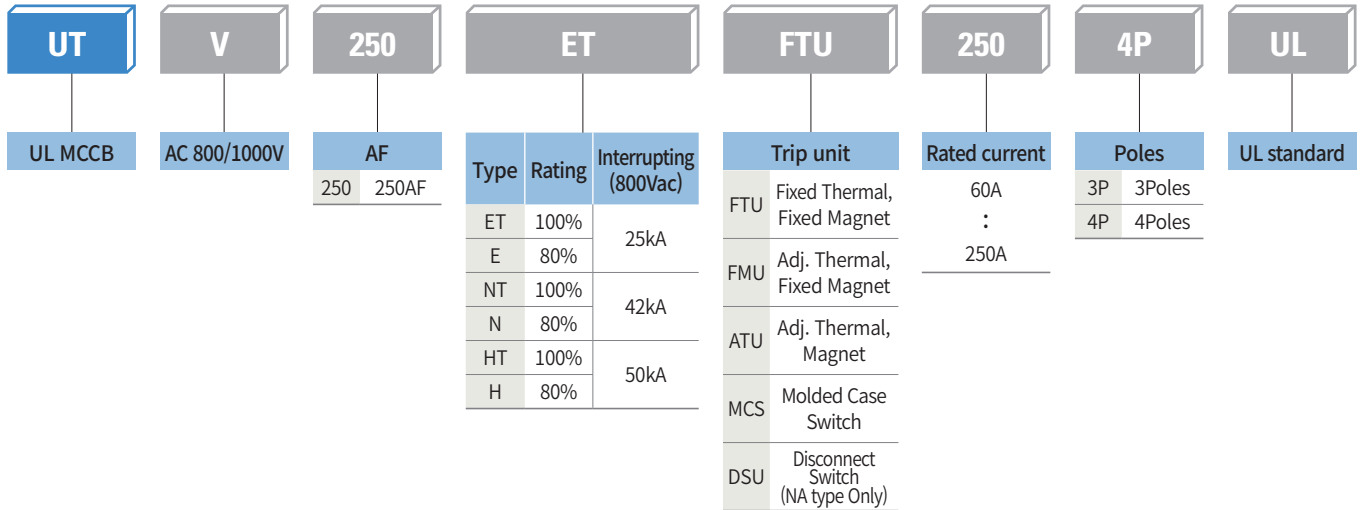 UT V 250 ET FTU 250 4P UL
UL MCCB
AC 800/1000V
AF
250 250AF
Type Rating Interrupting
(800Vac)
ET 100% 25kA
E 80%
NT 100% 42kA
N 80%
HT 100% 50kA
H 80%
Trip unit
FTU Fixed Thermal,
Fixed Magnet
FMU Adj. Thermal,
Fixed Magnet
ATU Adj. Thermal,
Magnet
MCS Molded Case
Switch
DSU Disconnect
Switch
(NA type Only)
Rated current
60A
:
250A
Poles
3P 3Poles
4P 4Poles
UL standard